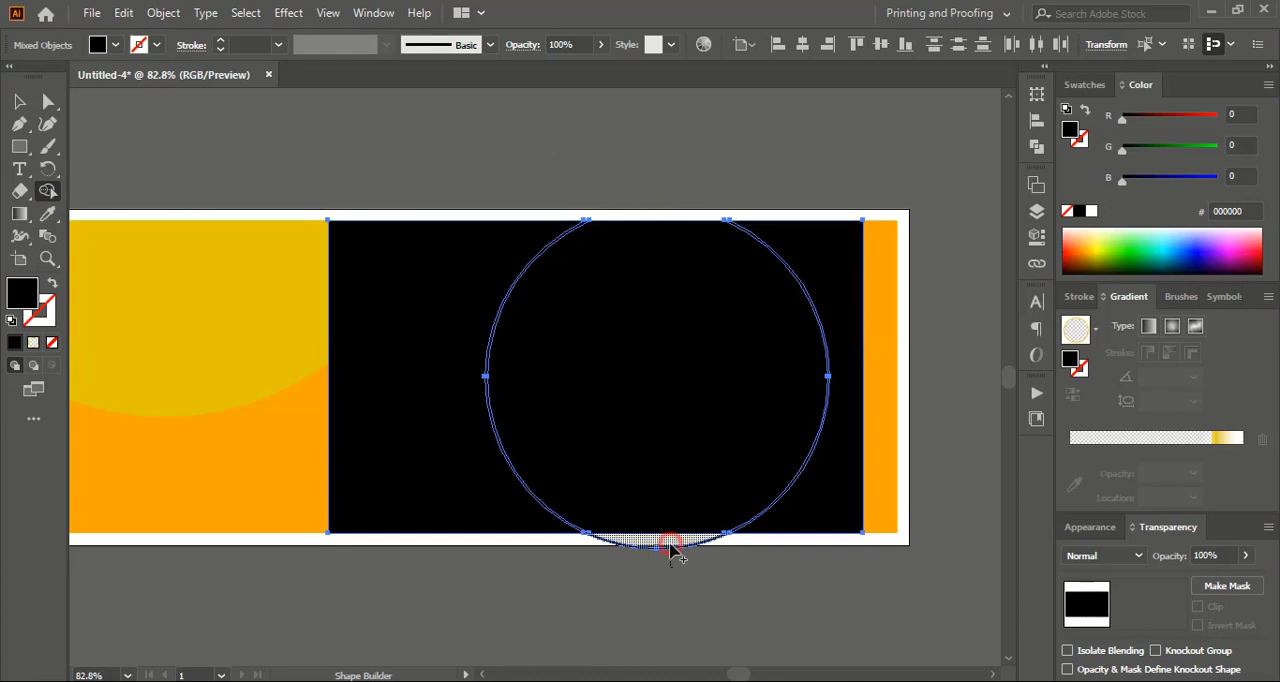 Ai File Edit Object Type Select Effect View Window Help Printing and Proofing Search Adobe Stock
Mixed Objects Stroke: Basic Opacity: 100% Style: Transform
Untitled-4* @ 82.8% (RGB/Preview)
Swatches Color
R 0
G 0
B 0
# 000000
Stroke Gradient Brushes Symbols
Type:
Stroke:
Opacity:
Location:
Appearance Transparency
Normal Opacity: 100%
Make Mask
Clip
Invert Mask
Isolate Blending Knockout Group
Opacity & Mask Define Knockout Shape
82.8% 1 Shape Builder